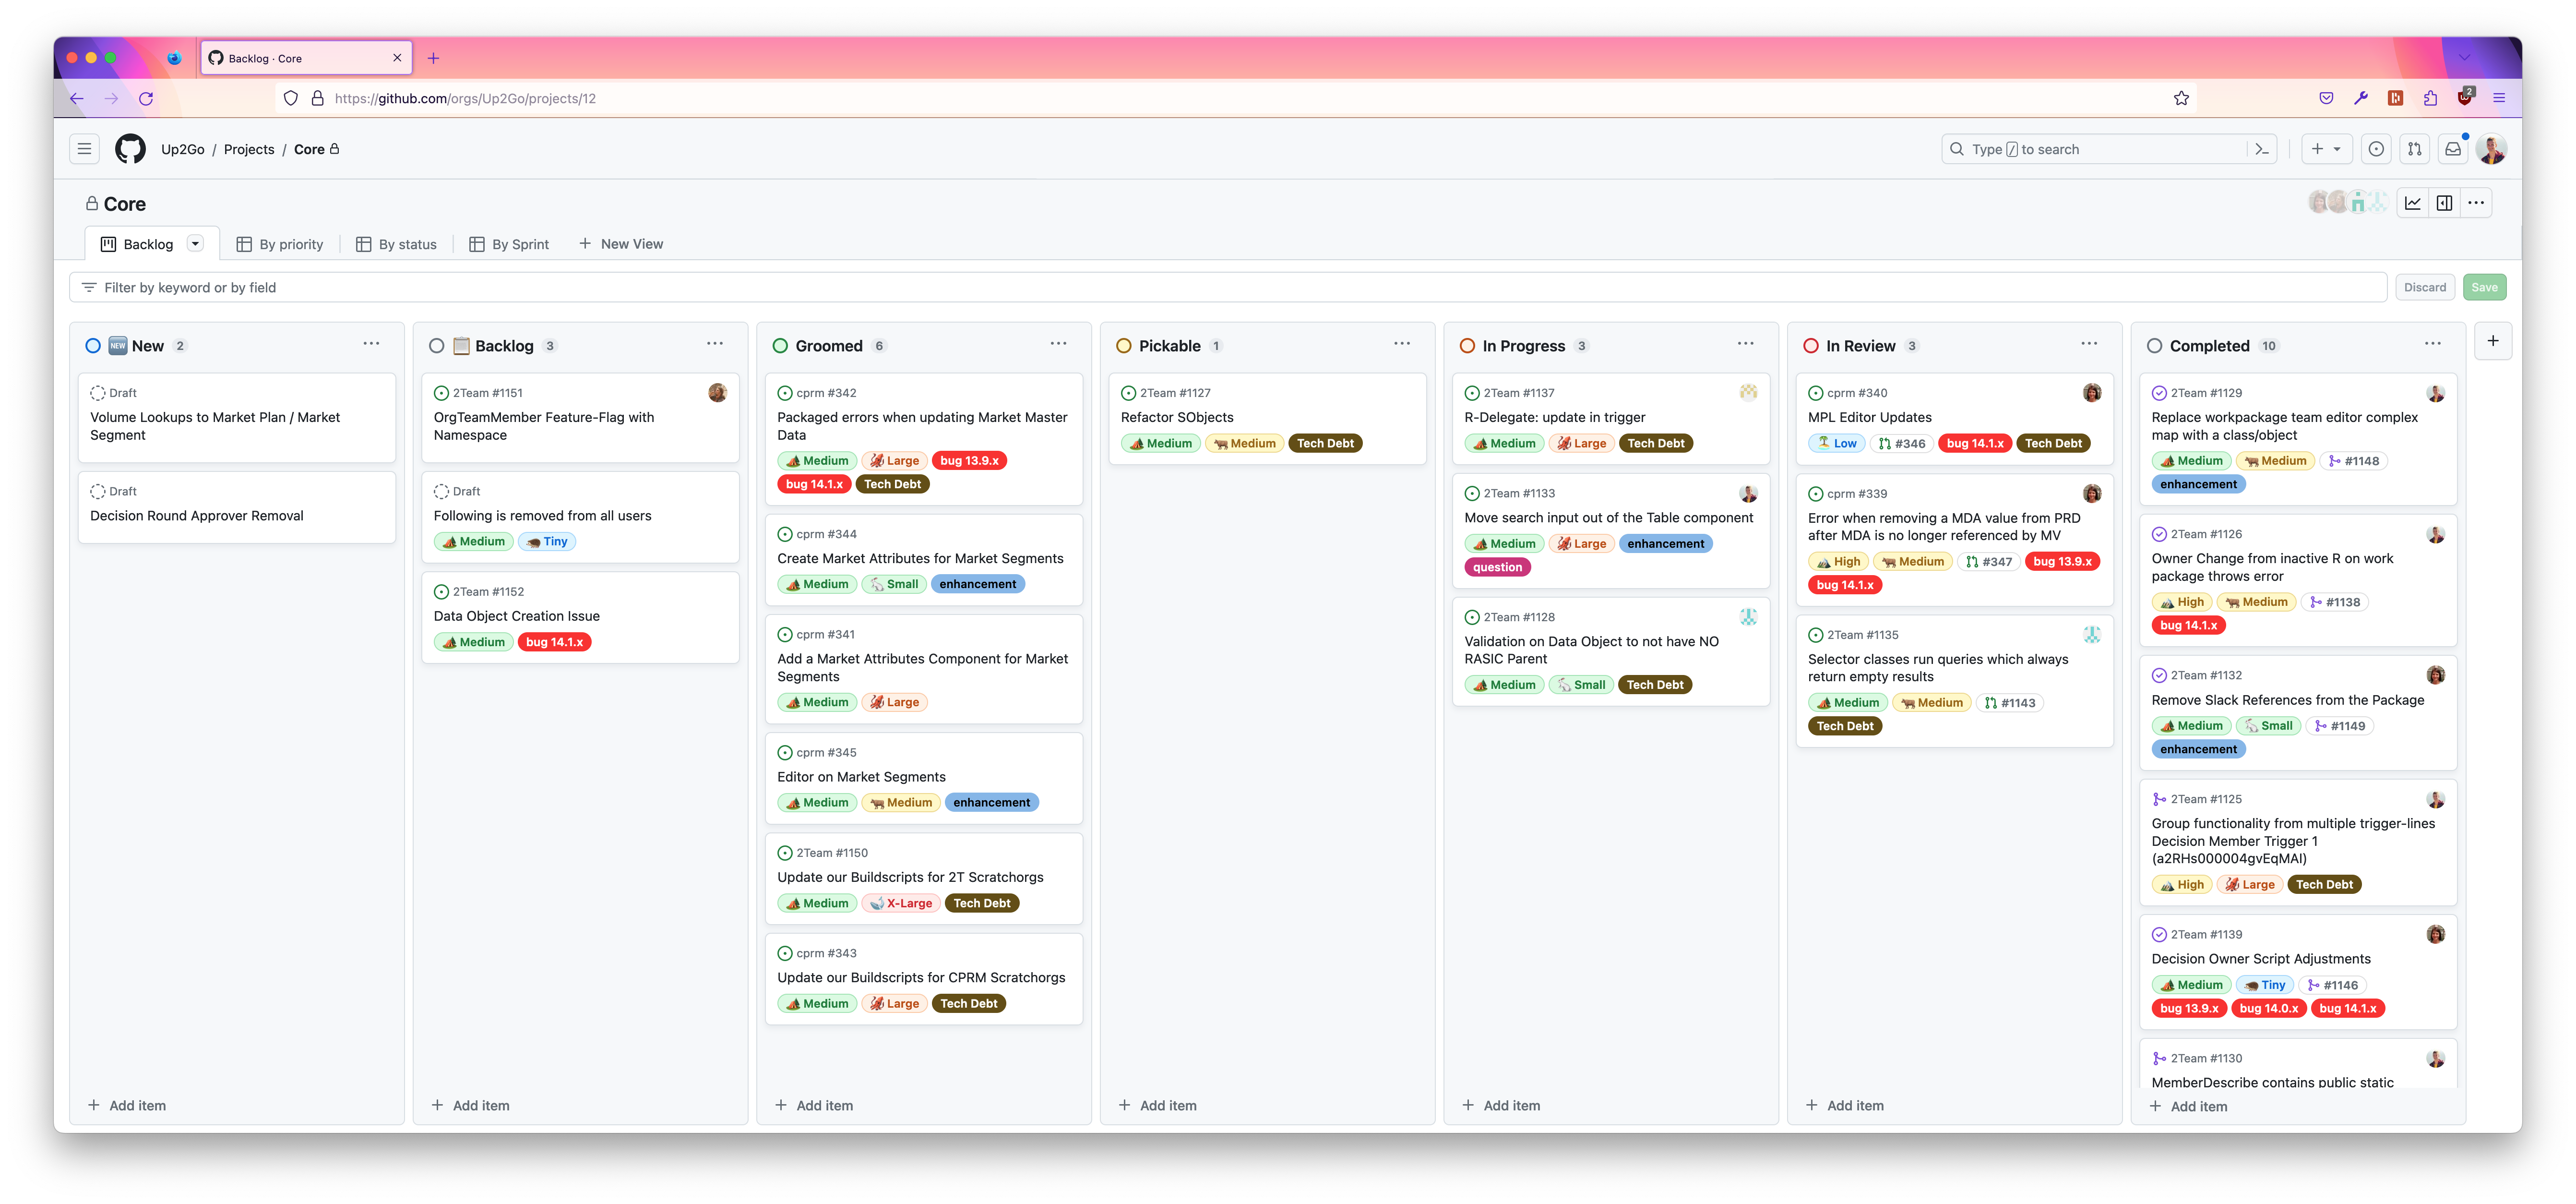 Backlog · Core
https://github.com/orgs/Up2Go/projects/12
2
Up2Go / Projects / Core
Type / to search
Core
Backlog
By priority
By status
By Sprint
New View
Filter by keyword or by field
Discard
Save
NEW New 2
Draft
Volume Lookups to Market Plan / Market
Segment
Draft
Decision Round Approver Removal
Add item
Backlog 3
2Team #1151
OrgTeamMember Feature-Flag with
Namespace
Draft
Following is removed from all users
Medium Tiny
2Team #1152
Data Object Creation Issue
Medium bug 14.1.x
Add item
Groomed 6
cprm #342
Packaged errors when updating Market Master
Data
Medium Large bug 13.9.x
bug 14.1.x Tech Debt
cprm #344
Create Market Attributes for Market Segments
Medium Small enhancement
cprm #341
Add a Market Attributes Component for Market
Segments
Medium Large
cprm #345
Editor on Market Segments
Medium Medium enhancement
2Team #1150
Update our Buildscripts for 2T Scratchorgs
Medium X-Large Tech Debt
cprm #343
Update our Buildscripts for CPRM Scratchorgs
Medium Large Tech Debt
Add item
Pickable 1
2Team #1127
Refactor SObjects
Medium Medium Tech Debt
Add item
In Progress 3
2Team #1137
R-Delegate: update in trigger
Medium Large Tech Debt
2Team #1133
Move search input out of the Table component
Medium Large enhancement
question
2Team #1128
Validation on Data Object to not have NO
RASIC Parent
Medium Small Tech Debt
Add item
In Review 3
cprm #340
MPL Editor Updates
Low #346 bug 14.1.x Tech Debt
cprm #339
Error when removing a MDA value from PRD
after MDA is no longer referenced by MV
High Medium #347 bug 13.9.x
bug 14.1.x
2Team #1135
Selector classes run queries which always
return empty results
Medium Medium #1143
Tech Debt
Add item
Completed 10
2Team #1129
Replace workpackage team editor complex
map with a class/object
Medium Medium #1148
enhancement
2Team #1126
Owner Change from inactive R on work
package throws error
High Medium #1138
bug 14.1.x
2Team #1132
Remove Slack References from the Package
Medium Small #1149
enhancement
2Team #1125
Group functionality from multiple trigger-lines
Decision Member Trigger 1
(a2RHs000004gvEqMAI)
High Large Tech Debt
2Team #1139
Decision Owner Script Adjustments
Medium Tiny #1146
bug 13.9.x bug 14.0.x bug 14.1.x
2Team #1130
MemberDescribe contains public static
Add item